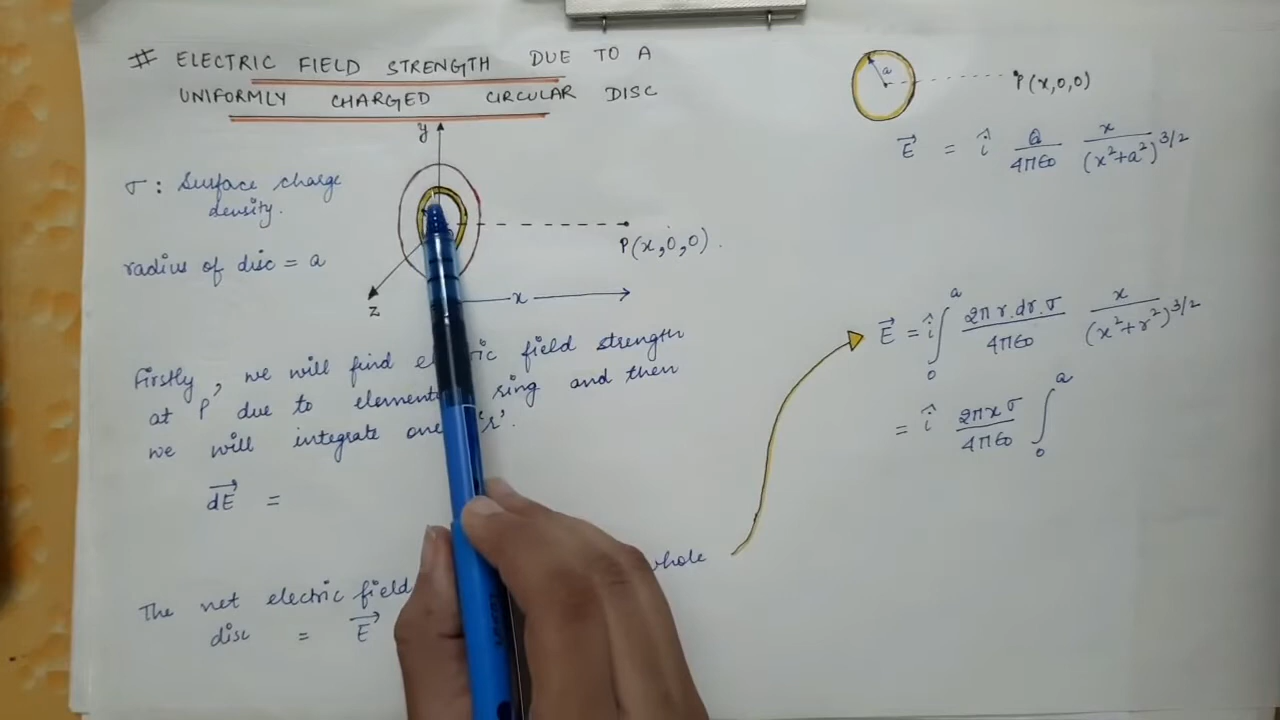 # ELECTRIC FIELD STRENGTH DUE TO A
UNIFORMLY CHARGED CIRCULAR DISC
σ : Surface charge
density.
radius of disc = a
y
z
P(x,0,0).
x
Firstly, we will find field strength
at P due to ring and then
we will integrate 'r'.
dE⃗ =
The net electric field whole
disc = E⃗
a
P(x,0,0)
E⃗ = î Q/4πϵ0 x/(x²+a²)^3/2
E⃗ = î ∫₀ᵃ 2πr.dr.σ/4πϵ0 x/(x²+r²)^3/2
= î 2πxσ/4πϵ0 ∫₀ᵃ